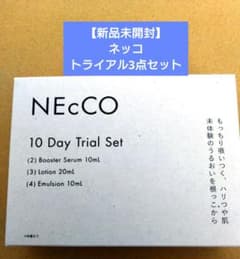 【新品未開封】
ネッコ
トライアル3点セット
NEcCO
10 Day Trial Set
(2) Booster Serum 10mL
(3) Lotion 20mL
(4) Emulsion 10mL
もっちり吸いつく、ハリつや肌
未体験のうるおいを根っこから